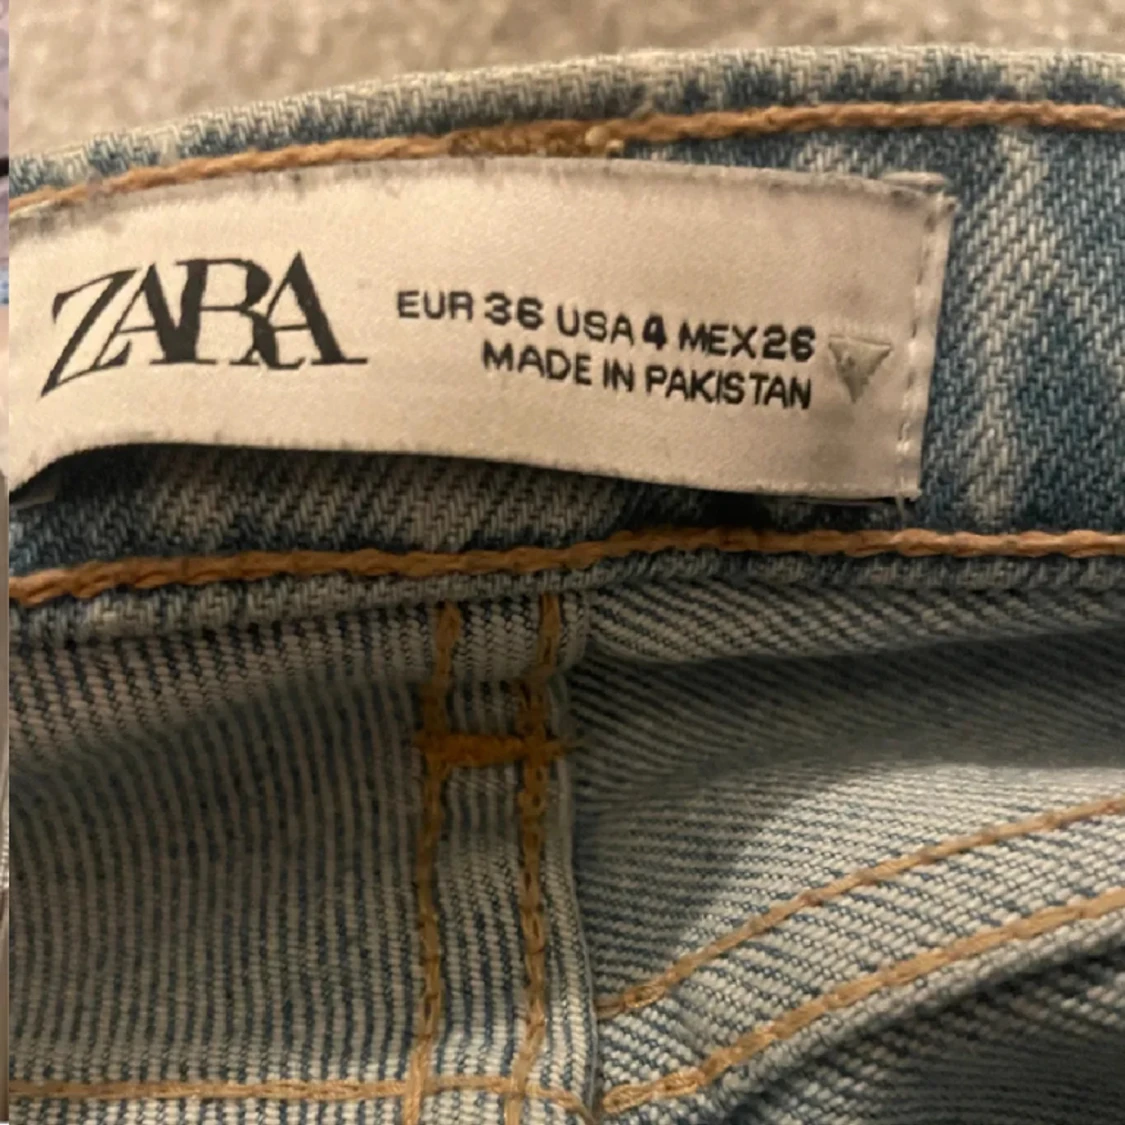 ZARA
EUR 36 USA 4 MEX 26
MADE IN PAKISTAN